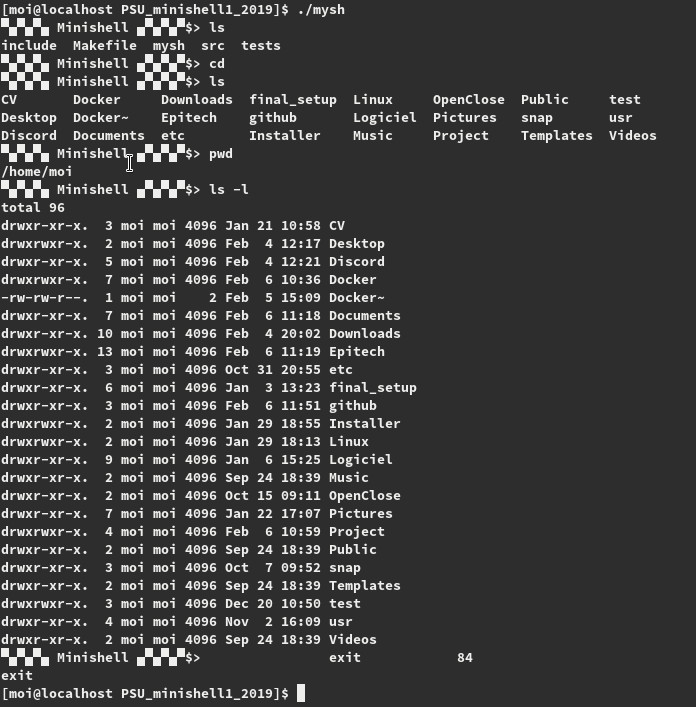 [moi@localhost PSU_minishell1_2019]$ ./mysh
Minishell $> ls
include  Makefile  mysh  src  tests
Minishell $> cd
Minishell $> ls
CV       Docker     Downloads  final_setup  Linux     OpenClose  Public     test
Desktop  Docker~    Epitech    github       Logiciel  Pictures   snap       usr
Discord  Documents  etc        Installer    Music     Project    Templates  Videos
Minishell $> pwd
/home/moi
Minishell $> ls -l
total 96
drwxr-xr-x.  3 moi moi 4096 Jan 21 10:58 CV
drwxr-xr-x.  2 moi moi 4096 Feb  4 12:17 Desktop
drwxr-xr-x.  5 moi moi 4096 Feb  4 12:21 Discord
drwxrwxr-x.  7 moi moi 4096 Feb  6 10:36 Docker
-rw-rw-r--.  1 moi moi    2 Feb  5 15:09 Docker~
drwxr-xr-x.  7 moi moi 4096 Feb  6 11:18 Documents
drwxr-xr-x. 10 moi moi 4096 Feb  4 20:02 Downloads
drwxrwxr-x. 13 moi moi 4096 Feb  6 11:19 Epitech
drwxr-xr-x.  3 moi moi 4096 Oct 31 20:55 etc
drwxr-xr-x.  6 moi moi 4096 Jan  3 13:23 final_setup
drwxrwxr-x.  3 moi moi 4096 Feb  6 11:51 github
drwxr-xr-x.  2 moi moi 4096 Jan 29 18:55 Installer
drwxr-xr-x.  2 moi moi 4096 Jan 29 18:13 Linux
drwxr-xr-x.  9 moi moi 4096 Jan  6 15:25 Logiciel
drwxr-xr-x.  2 moi moi 4096 Sep 24 18:39 Music
drwxrwxr-x.  2 moi moi 4096 Oct 15 09:11 OpenClose
drwxr-xr-x.  7 moi moi 4096 Jan 22 17:07 Pictures
drwxrwxr-x.  4 moi moi 4096 Feb  6 10:59 Project
drwxr-xr-x.  2 moi moi 4096 Sep 24 18:39 Public
drwxr-xr-x.  3 moi moi 4096 Oct  7 09:52 snap
drwxr-xr-x.  2 moi moi 4096 Sep 24 18:39 Templates
drwxrwxr-x.  3 moi moi 4096 Dec 20 10:50 test
drwxrwxr-x.  4 moi moi 4096 Nov  2 16:09 usr
drwxr-xr-x.  2 moi moi 4096 Sep 24 18:39 Videos
Minishell $>                exit            84
exit
[moi@localhost PSU_minishell1_2019]$